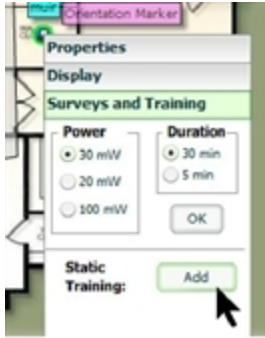 muir
Orientation Marker
Properties
Display
Surveys and Training
Power
Duration
30 mW
30 min
20 mW
5 min
100 mW
OK
Static
Training:
Add